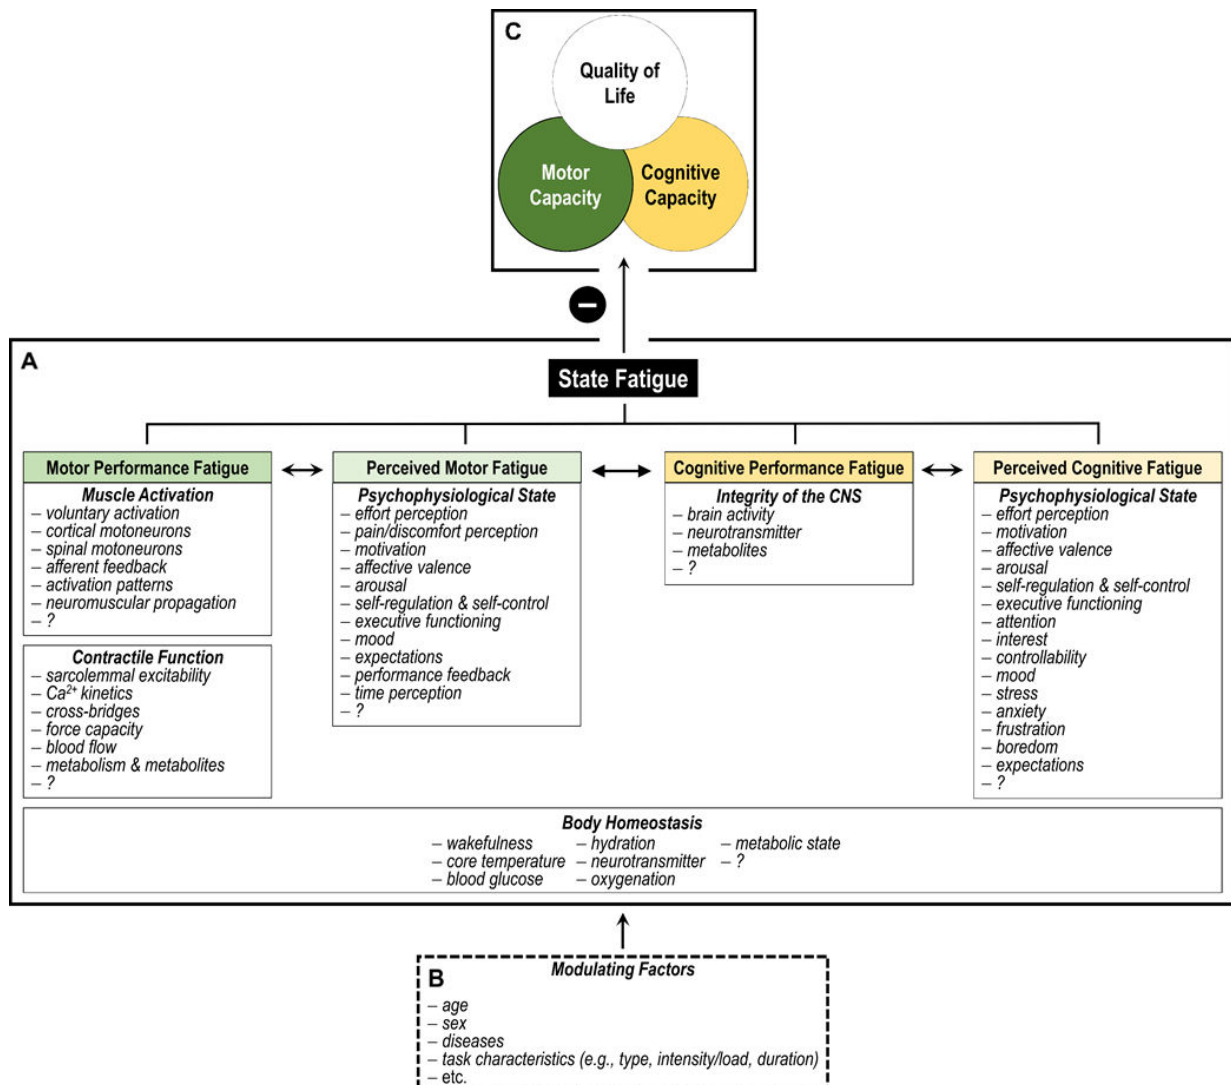 C
Quality of
Life
Motor
Capacity
Cognitive
Capacity
A
State Fatigue
Motor Performance Fatigue
Muscle Activation
– voluntary activation
– cortical motoneurons
– spinal motoneurons
– afferent feedback
– activation patterns
– neuromuscular propagation
– ?
Contractile Function
– sarcolemmal excitability
– Ca²⁺ kinetics
– cross-bridges
– force capacity
– blood flow
– metabolism & metabolites
– ?
Perceived Motor Fatigue
Psychophysiological State
– effort perception
– pain/discomfort perception
– motivation
– affective valence
– arousal
– self-regulation & self-control
– executive functioning
– mood
– expectations
– performance feedback
– time perception
– ?
Cognitive Performance Fatigue
Integrity of the CNS
– brain activity
– neurotransmitter
– metabolites
– ?
Perceived Cognitive Fatigue
Psychophysiological State
– effort perception
– motivation
– affective valence
– arousal
– self-regulation & self-control
– executive functioning
– attention
– interest
– controllability
– mood
– stress
– anxiety
– frustration
– boredom
– expectations
– ?
Body Homeostasis
– wakefulness
– core temperature
– blood glucose
– hydration
– neurotransmitter
– oxygenation
– metabolic state
– ?
B
Modulating Factors
– age
– sex
– diseases
– task characteristics (e.g., type, intensity/load, duration)
– etc.